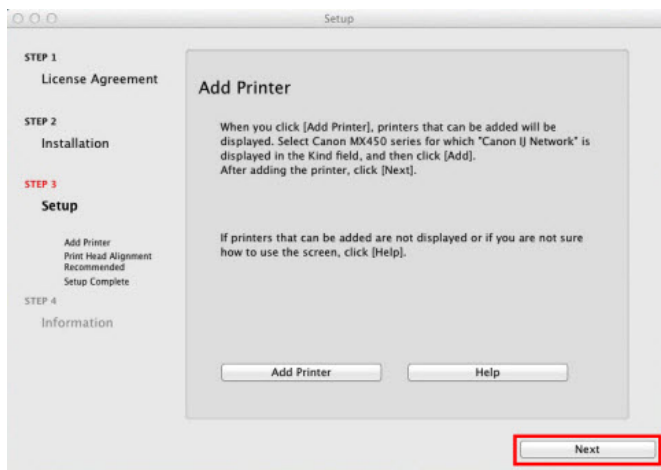 Setup
STEP 1
License Agreement
STEP 2
Installation
STEP 3
Setup
Add Printer
Print Head Alignment
Recommended
Setup Complete
STEP 4
Information
Add Printer
When you click [Add Printer], printers that can be added will be
displayed. Select Canon MX450 series for which "Canon IJ Network" is
displayed in the Kind field, and then click [Add].
After adding the printer, click [Next].
If printers that can be added are not displayed or if you are not sure
how to use the screen, click [Help].
Add Printer
Help
Next